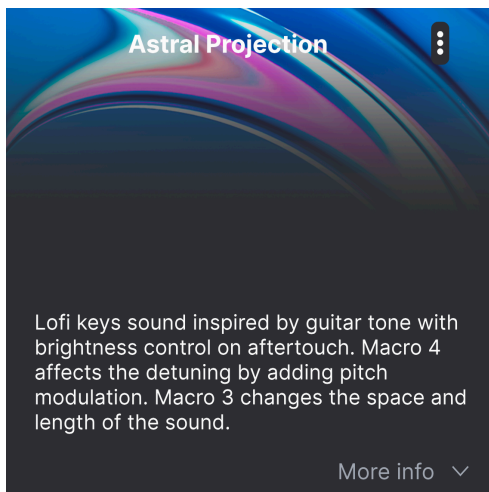 Astral Projection
Lofi keys sound inspired by guitar tone with
brightness control on aftertouch. Macro 4
affects the detuning by adding pitch
modulation. Macro 3 changes the space and
length of the sound.
More info